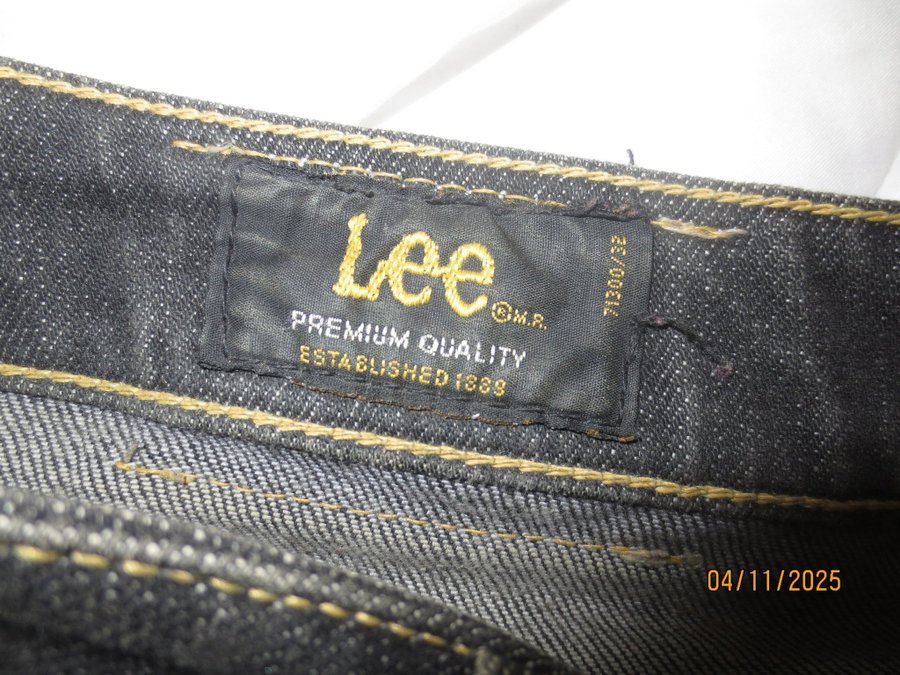 Lee
® M.R.
PREMIUM QUALITY
ESTABLISHED 1889
71300/32
04/11/2025